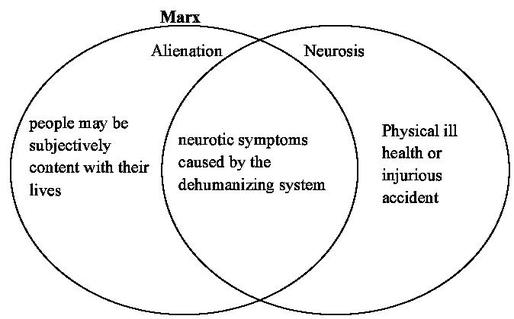 Marx
Alienation
Neurosis
people may be
subjectively
content with their
lives
neurotic symptoms
caused by the
dehumanizing system
Physical ill
health or
injurious
accident